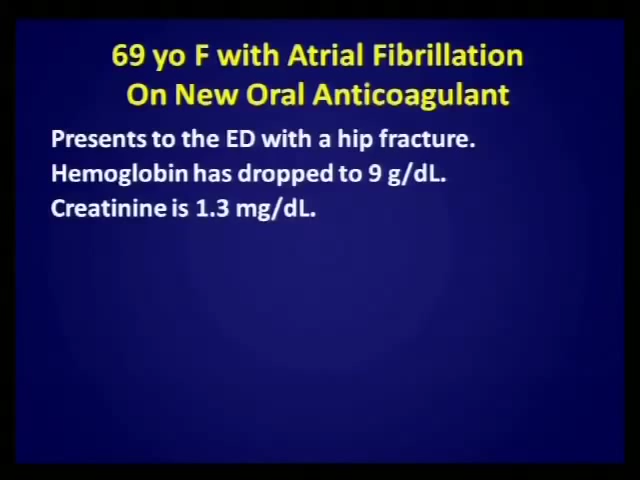 69 yo F with Atrial Fibrillation
On New Oral Anticoagulant
Presents to the ED with a hip fracture.
Hemoglobin has dropped to 9 g/dL.
Creatinine is 1.3 mg/dL.